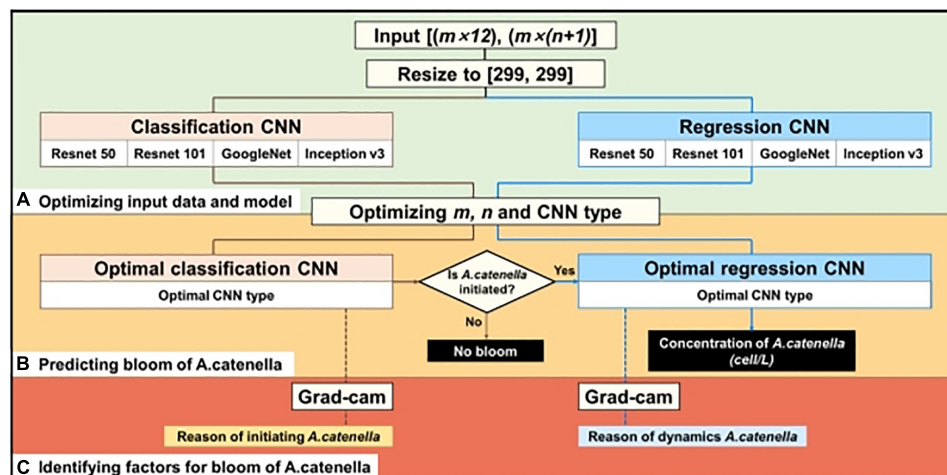 Input [(m×12), (m×(n+1)]
Resize to [299, 299]
Classification CNN
Resnet 50 Resnet 101 GoogleNet Inception v3
Regression CNN
Resnet 50 Resnet 101 GoogleNet Inception v3
A Optimizing input data and model
Optimizing m, n and CNN type
Optimal classification CNN
Optimal CNN type
Is A.catenella
initiated?
Yes
No
Optimal regression CNN
Optimal CNN type
No bloom
Concentration of A.catenella
(cell/L)
B Predicting bloom of A.catenella
Grad-cam
Grad-cam
Reason of initiating A.catenella
Reason of dynamics A.catenella
C Identifying factors for bloom of A.catenella